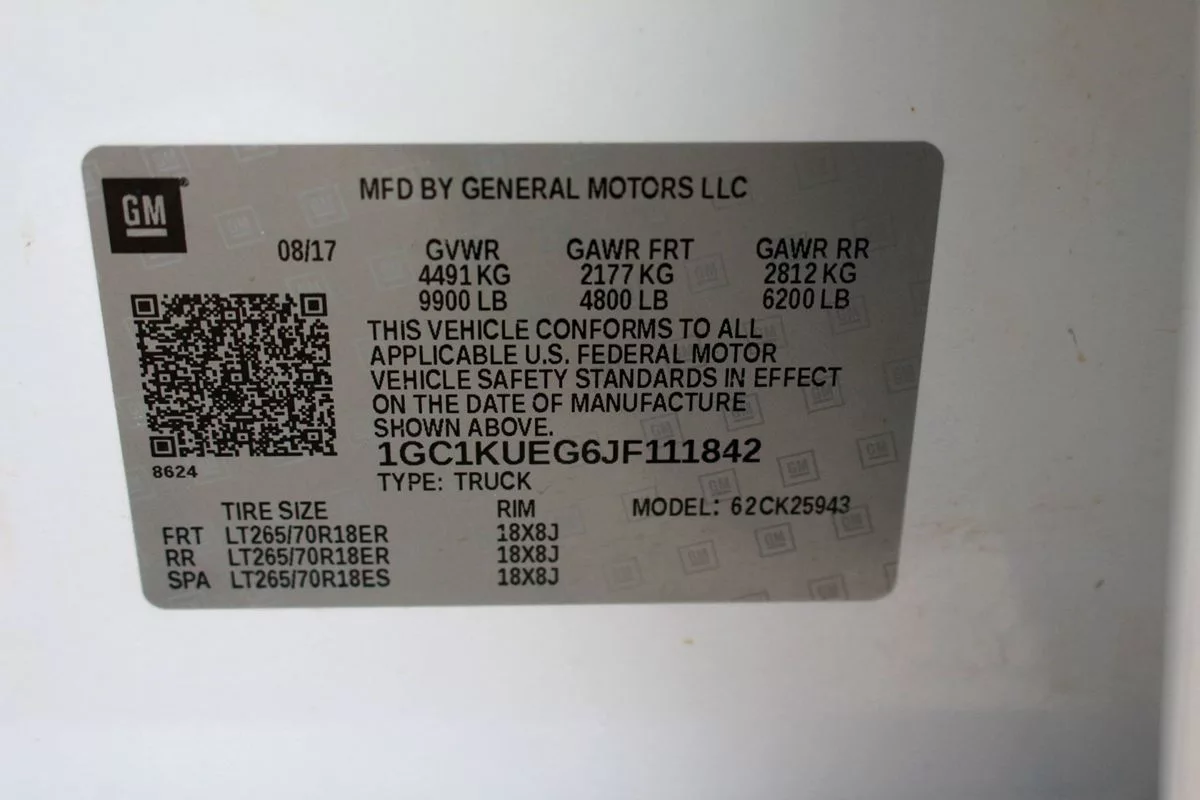 GM
MFD BY GENERAL MOTORS LLC
08/17 GVWR GAWR FRT GAWR RR
4491 KG 2177 KG 2812 KG
9900 LB 4800 LB 6200 LB
THIS VEHICLE CONFORMS TO ALL
APPLICABLE U.S. FEDERAL MOTOR
VEHICLE SAFETY STANDARDS IN EFFECT
ON THE DATE OF MANUFACTURE
SHOWN ABOVE.
1GC1KUEG6JF111842
8624
TYPE: TRUCK
TIRE SIZE RIM MODEL: 62CK25943
FRT LT265/70R18ER 18X8J
RR LT265/70R18ER 18X8J
SPA LT265/70R18ES 18X8J